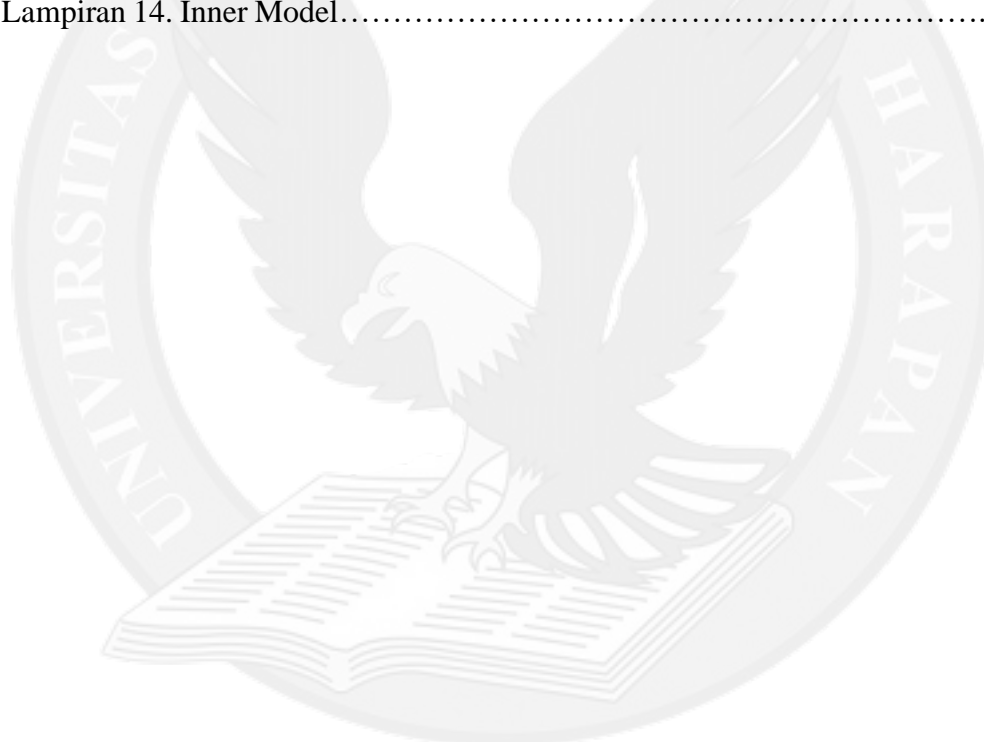 Lampiran 14. Inner Model……………………………………………………….
UNIVERSITAS
HARAPAN